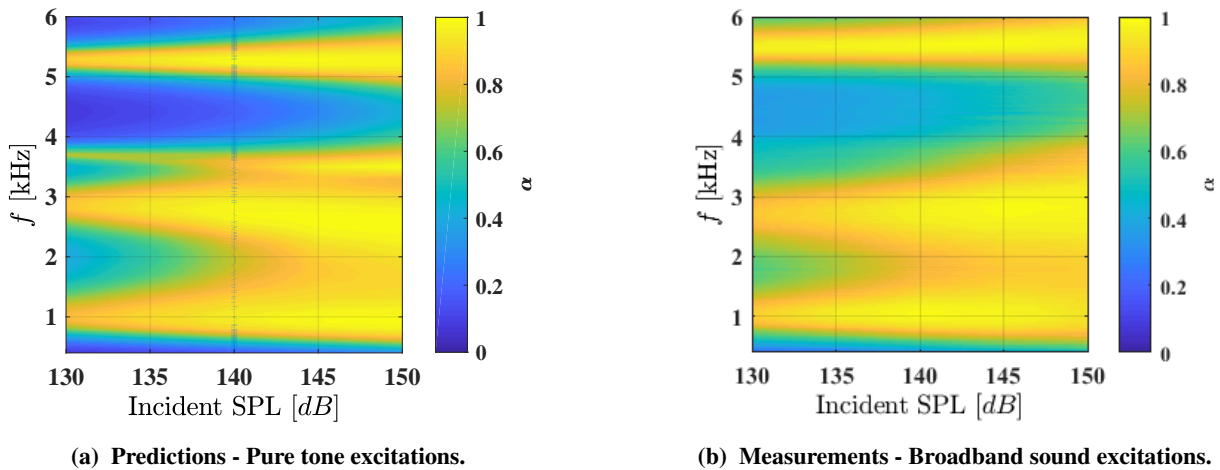 6
5
4
3
2
1
f [kHz]
130 135 140 145 150
Incident SPL [dB]
1
0.8
0.6
0.4
0.2
0
α
(a) Predictions - Pure tone excitations.
6
5
4
3
2
1
f [kHz]
130 135 140 145 150
Incident SPL [dB]
1
0.8
0.6
0.4
0.2
0
α
(b) Measurements - Broadband sound excitations.